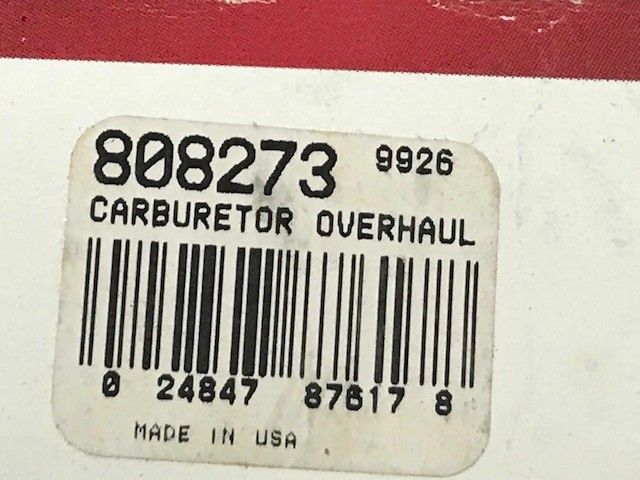 808273 9926
CARBURETOR OVERHAUL
0 24847 87617 8
MADE IN USA